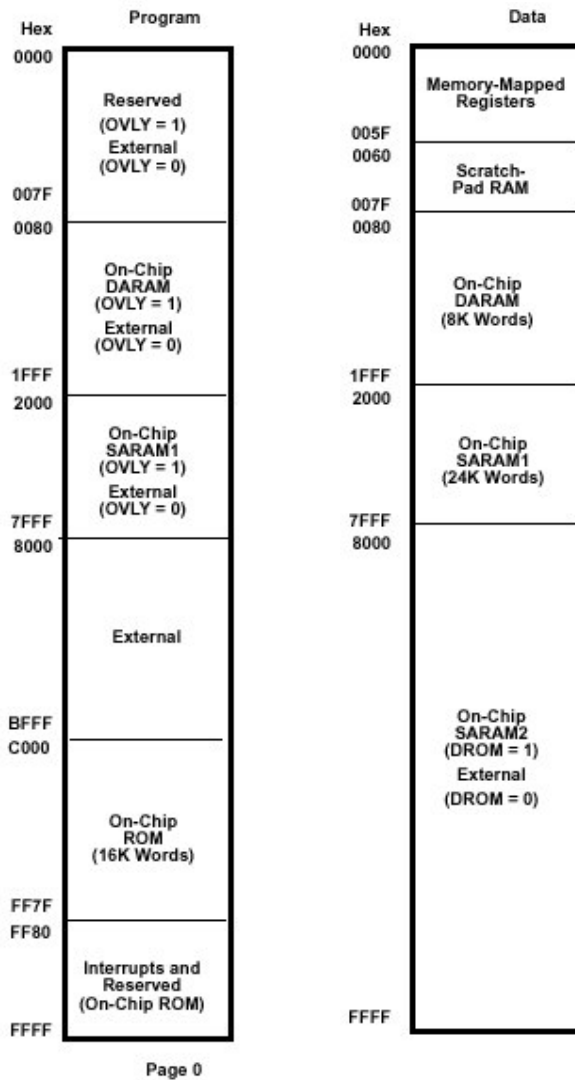 Program
Hex
0000
Reserved
(OVLY = 1)
External
(OVLY = 0)
007F
0080
On-Chip
DARAM
(OVLY = 1)
External
(OVLY = 0)
1FFF
2000
On-Chip
SARAM1
(OVLY = 1)
External
(OVLY = 0)
7FFF
8000
External
BFFF
C000
On-Chip
ROM
(16K Words)
FF7F
FF80
Interrupts and
Reserved
(On-Chip ROM)
FFFF
Page 0
Data
Hex
0000
Memory-Mapped
Registers
005F
0060
Scratch-
Pad RAM
007F
0080
On-Chip
DARAM
(8K Words)
1FFF
2000
On-Chip
SARAM1
(24K Words)
7FFF
8000
On-Chip
SARAM2
(DROM = 1)
External
(DROM = 0)
FFFF